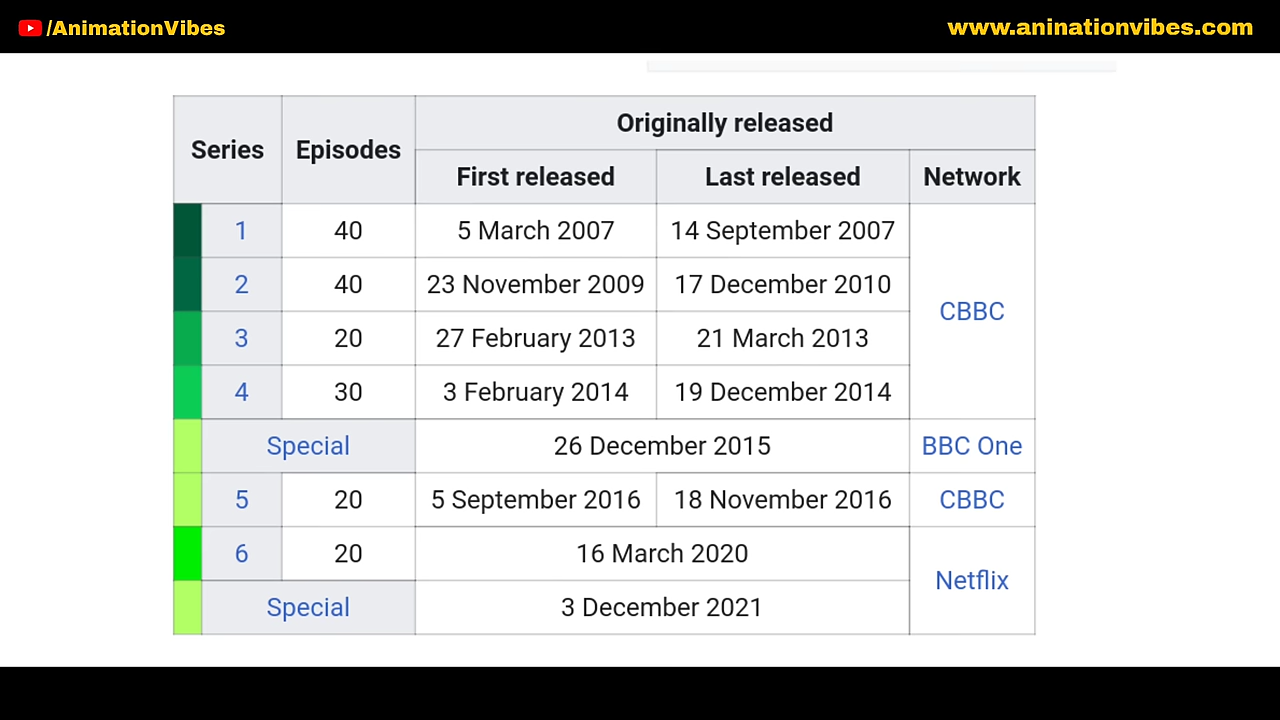 /AnimationVibes
www.aninationvibes.com
Series Episodes Originally released
First released Last released Network
1 40 5 March 2007 14 September 2007 CBBC
2 40 23 November 2009 17 December 2010
3 20 27 February 2013 21 March 2013
4 30 3 February 2014 19 December 2014
Special 26 December 2015 BBC One
5 20 5 September 2016 18 November 2016 CBBC
6 20 16 March 2020 Netflix
Special 3 December 2021